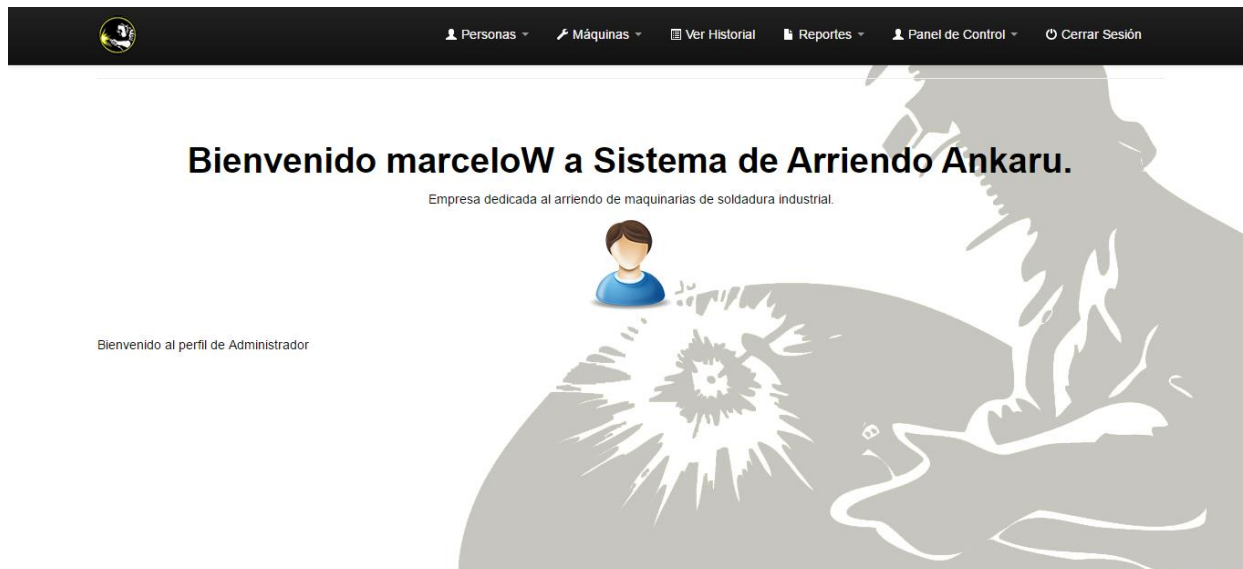 Personas
Máquinas
Ver Historial
Reportes
Panel de Control
Cerrar Sesión
Bienvenido marceloW a Sistema de Arriendo Ankaru.
Empresa dedicada al arriendo de maquinarias de soldadura industrial.
Bienvenido al perfil de Administrador